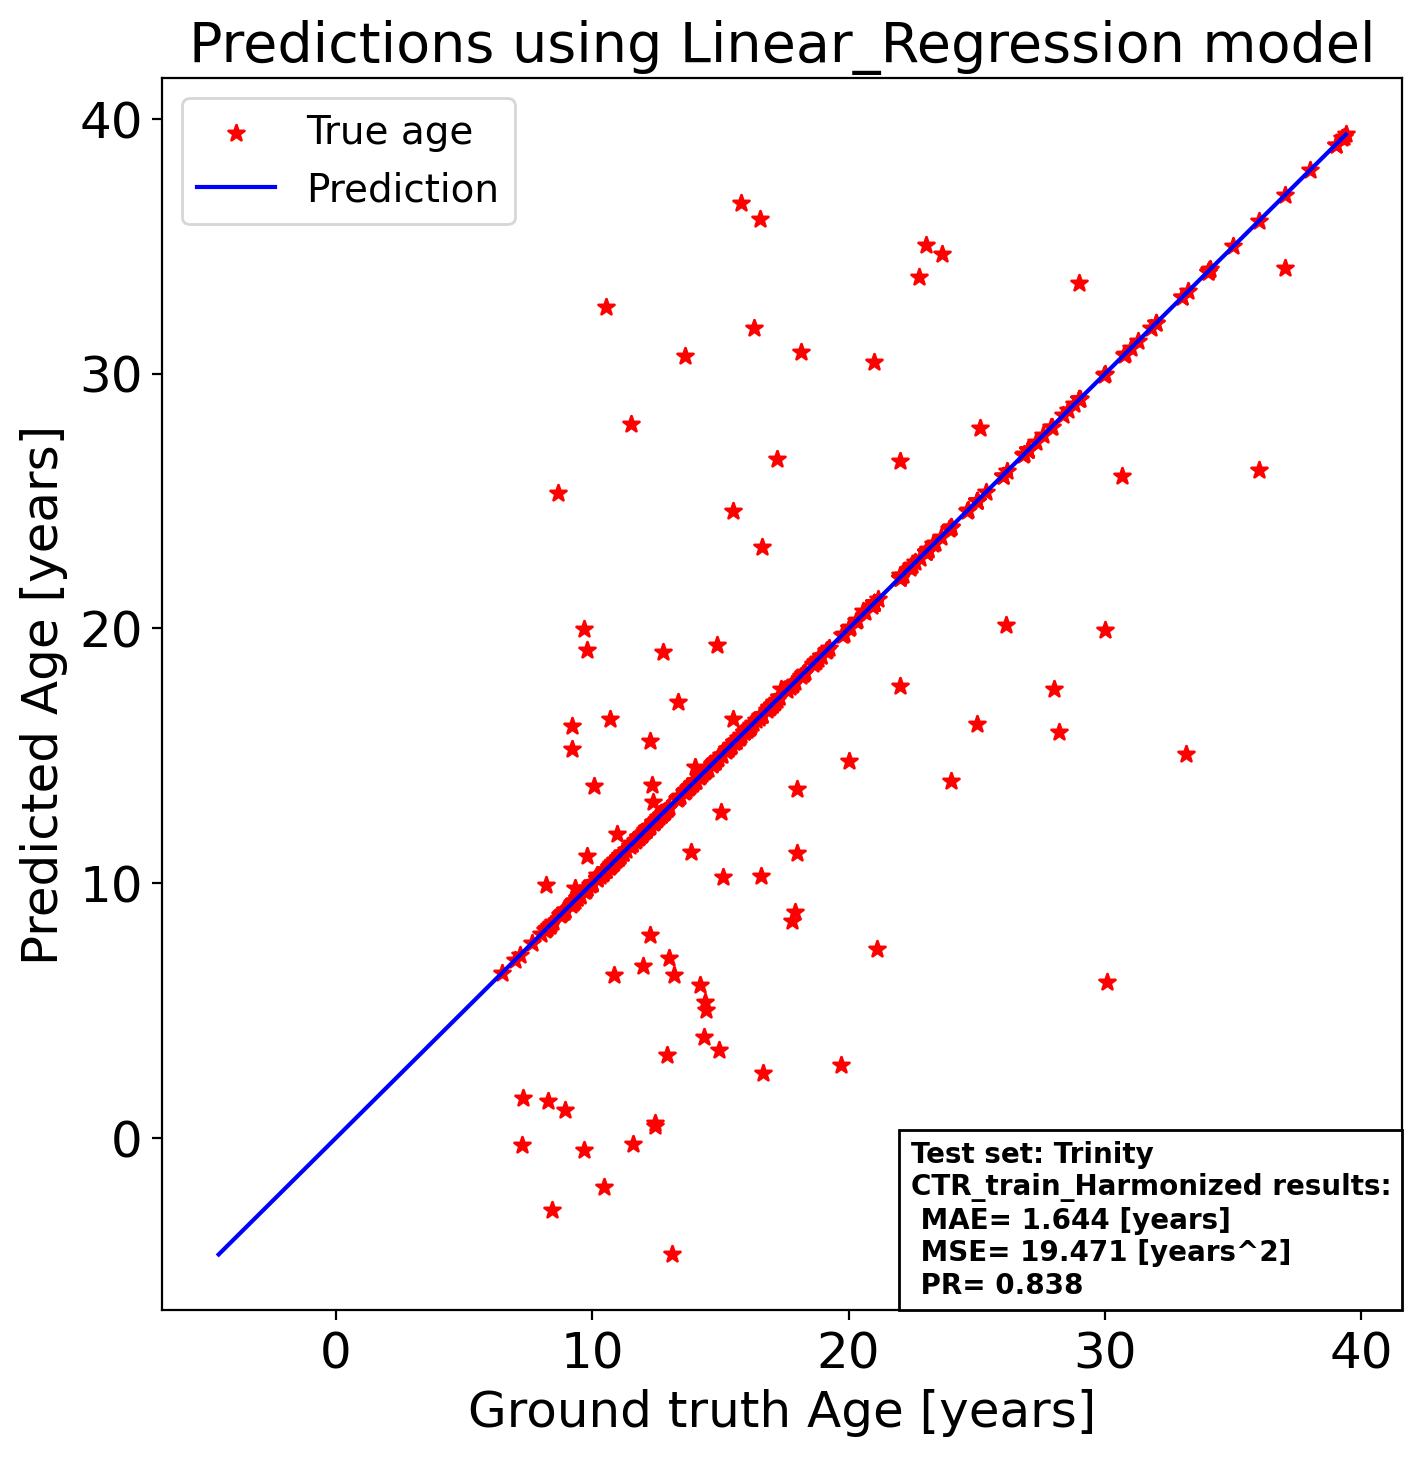 Predictions using Linear_Regression model
True age
Prediction
40
30
20
10
0
Predicted Age [years]
Test set: Trinity
CTR_train_Harmonized results:
MAE= 1.644 [years]
MSE= 19.471 [years^2]
PR= 0.838
0 10 20 30 40
Ground truth Age [years]